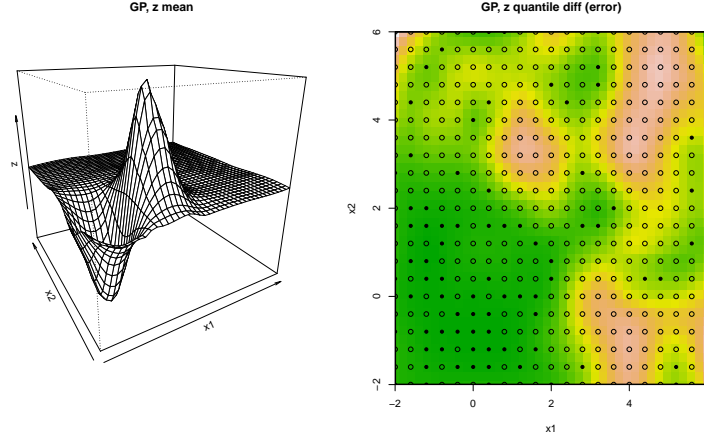 GP, z mean
z
x2
x1
GP, z quantile diff (error)
x2
−2
0
2
4
6
−2
0
2
4
x1